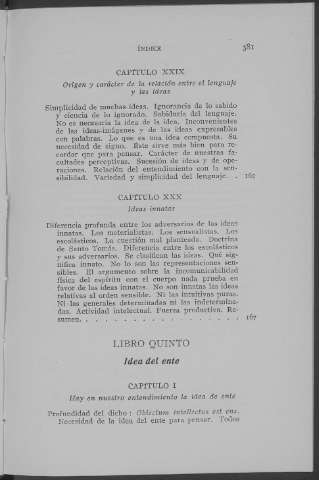 ÍNDICE 381
CAPÍTULO XXIX
Origen y carácter de la relación entre el lenguaje
y las ideas
Simplicidad de muchas ideas. Ignorancia de lo sabido
y ciencia de lo ignorado. Sabiduría del lenguaje.
No es necesaria la idea de la idea. Inconvenientes
de las ideas-imágenes y de las ideas expresables
con palabras. Lo que es una idea compuesta. Su
necesidad de signo. Éste sirve más bien para re-
cordar que para pensar. Carácter de nuestras fa-
cultades perceptivas. Sucesión de ideas y de ope-
raciones. Relación del entendimiento con la sen-
sibilidad. Variedad y simplicidad del lenguaje. .
CAPÍTULO XXX
Ideas innatas
Diferencia profunda entre los adversarios de las ideas
innatas. Los materialistas. Los sensualistas. Los
escolásticos. La cuestión mal planteada. Doctrina
de Santo Tomás. Diferencia entre los escolásticos
y sus adversarios. Se clasifican las ideas. Qué sig-
nifica innato. No lo son las representaciones sen-
sibles. El argumento sobre la incomunicabilidad
física del espíritu con el cuerpo nada prueba en
favor de las ideas innatas. No son innatas las ideas
relativas al orden sensible. Ni las intuitivas puras.
Ni las generales determinadas ni las indetermina-
das. Actividad intelectual. Fuerza productiva. Re-
sumen. . . . . . . . . . . . . . . . . 167
LIBRO QUINTO
Idea del ente
CAPÍTULO I
Hay en nuestro entendimiento la idea de ente
Profundidad del dicho: Obiectum intellectus est ens.
Necesidad de la idea del ente para pensar. Todos